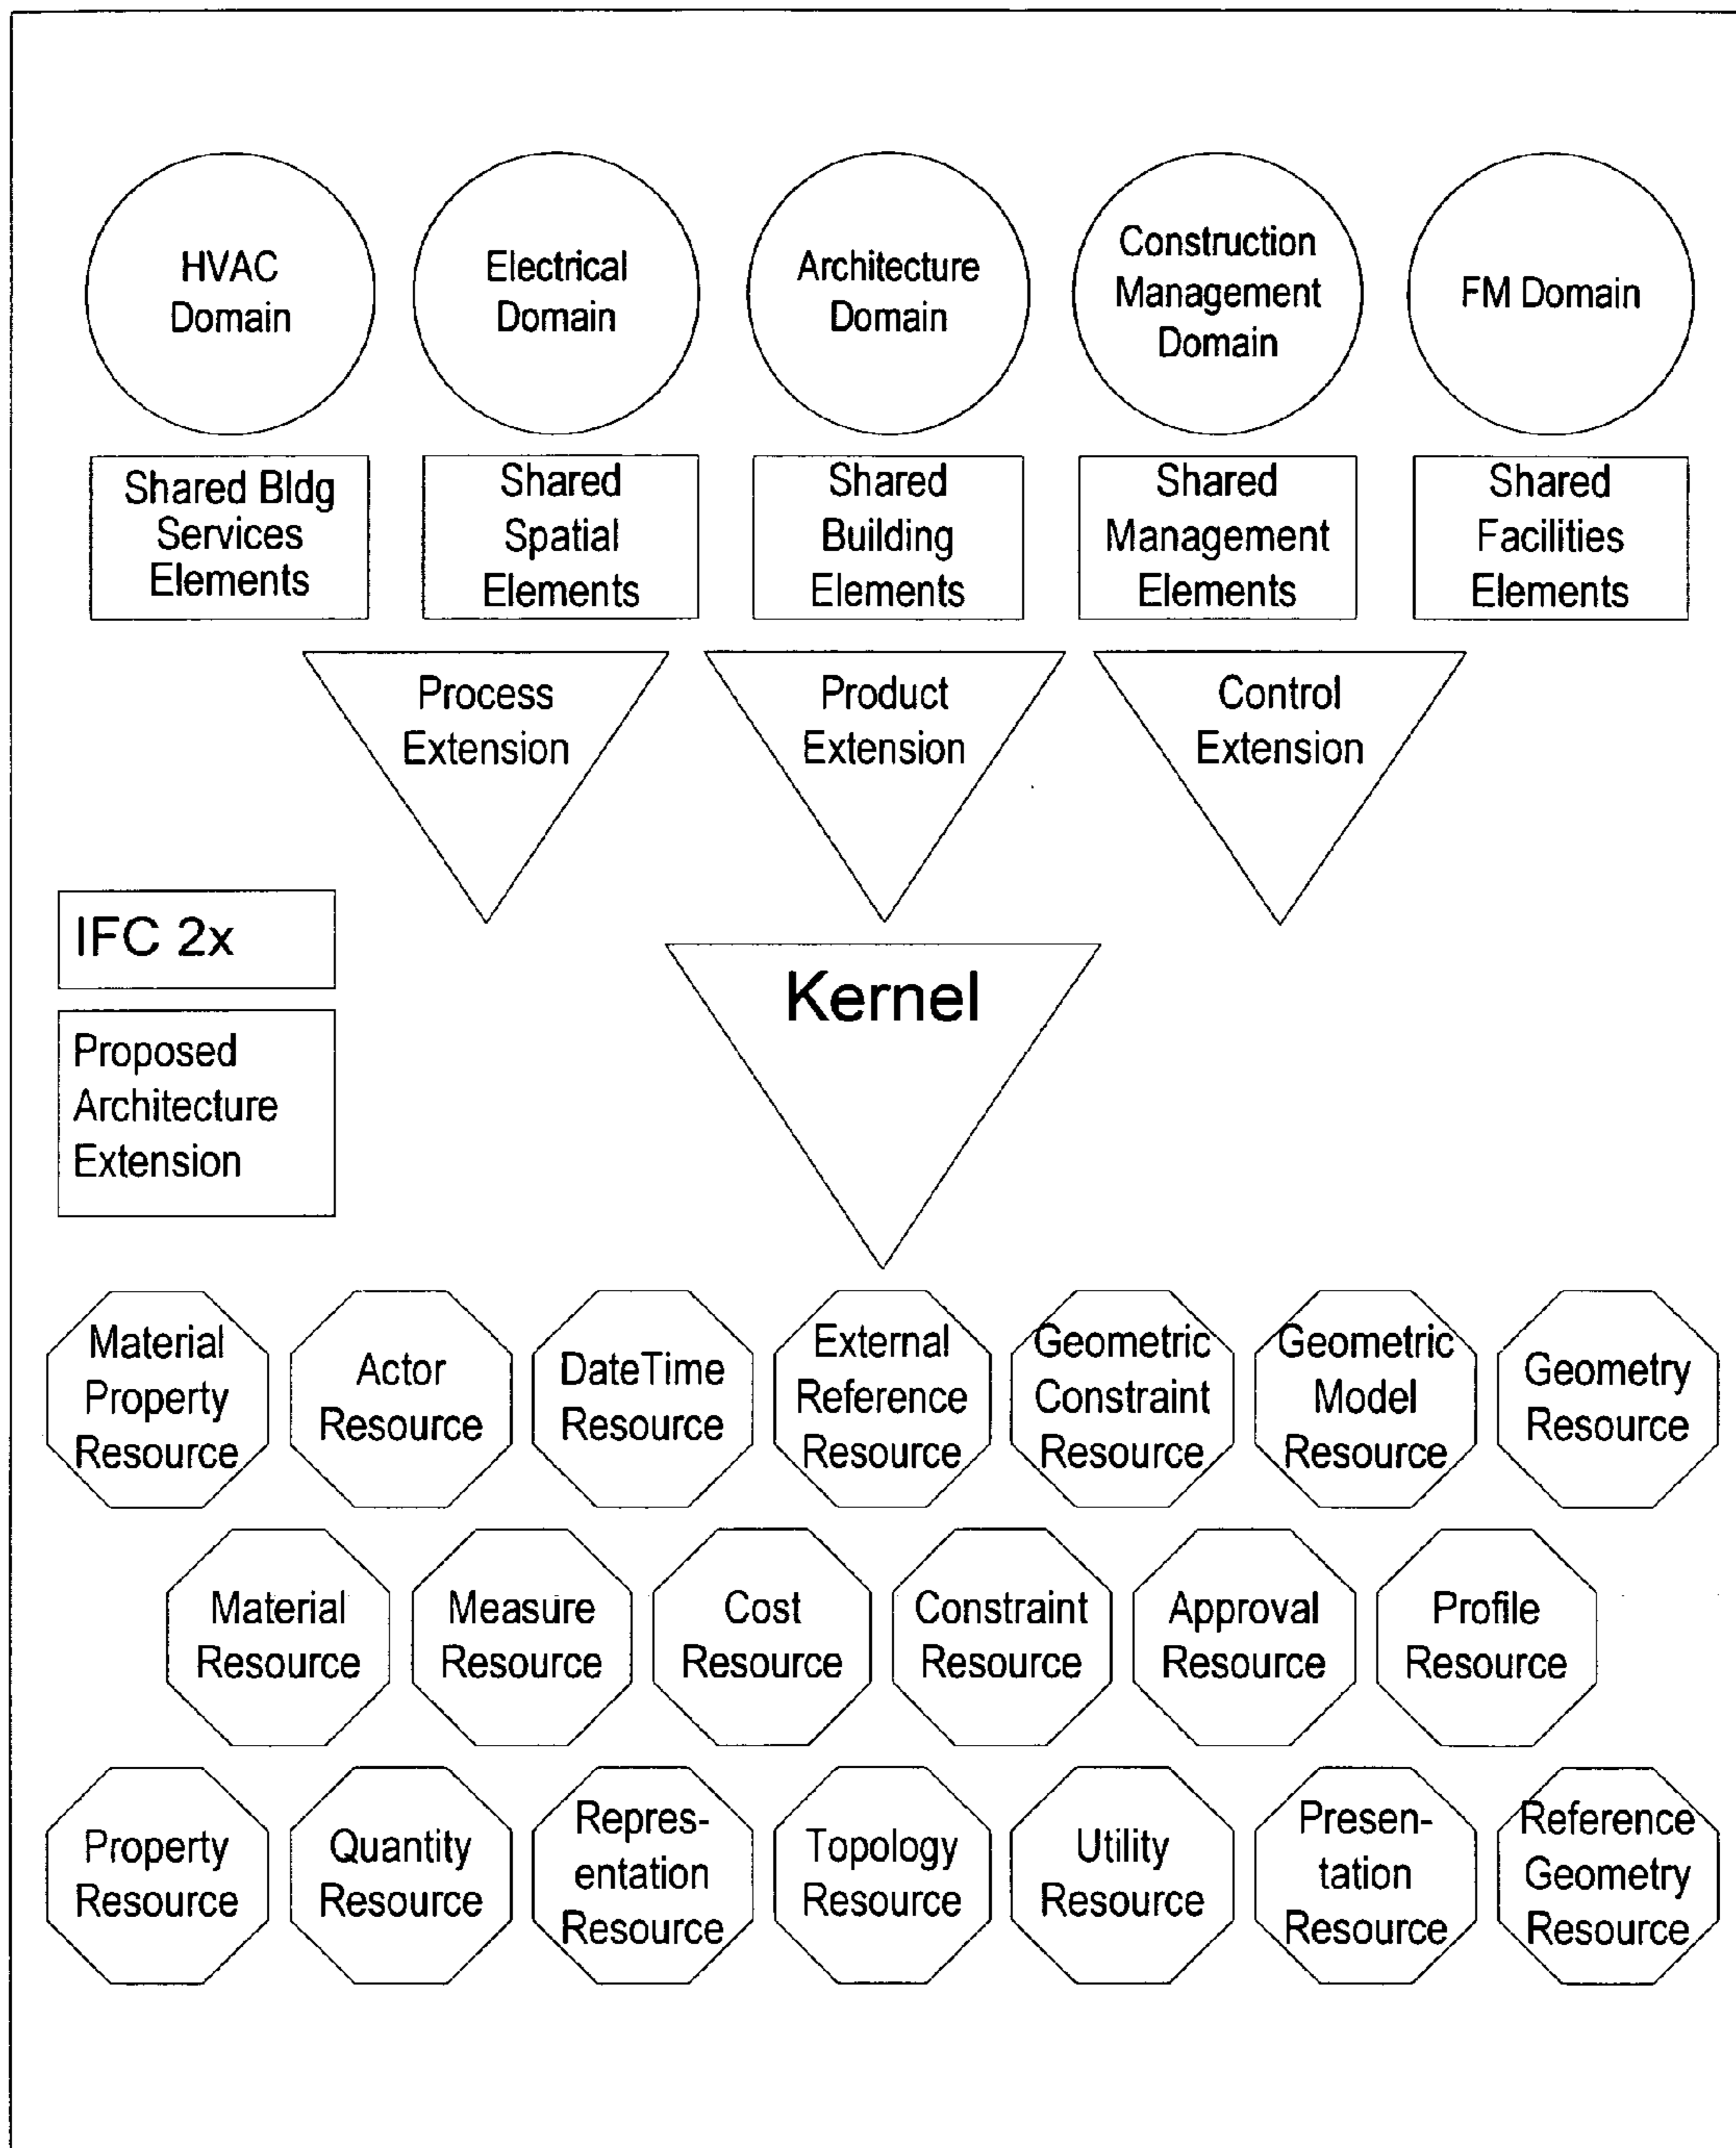 HVAC
Domain
Electrical
Domain
Architecture
Domain
Construction
Management
Domain
FM Domain
Shared Bldg
Services
Elements
Shared
Spatial
Elements
Shared
Building
Elements
Shared
Management
Elements
Shared
Facilities
Elements
Process
Extension
Product
Extension
Control
Extension
IFC 2x
Kernel
Proposed
Architecture
Extension
Material
Property
Resource
Actor
Resource
DateTime
Resource
External
Reference
Resource
Geometric
Constraint
Resource
Geometric
Model
Resource
Geometry
Resource
Material
Resource
Measure
Resource
Cost
Resource
Constraint
Resource
Approval
Resource
Profile
Resource
Property
Resource
Quantity
Resource
Repres-
entation
Resource
Topology
Resource
Utility
Resource
Presen-
tation
Resource
Reference
Geometry
Resource